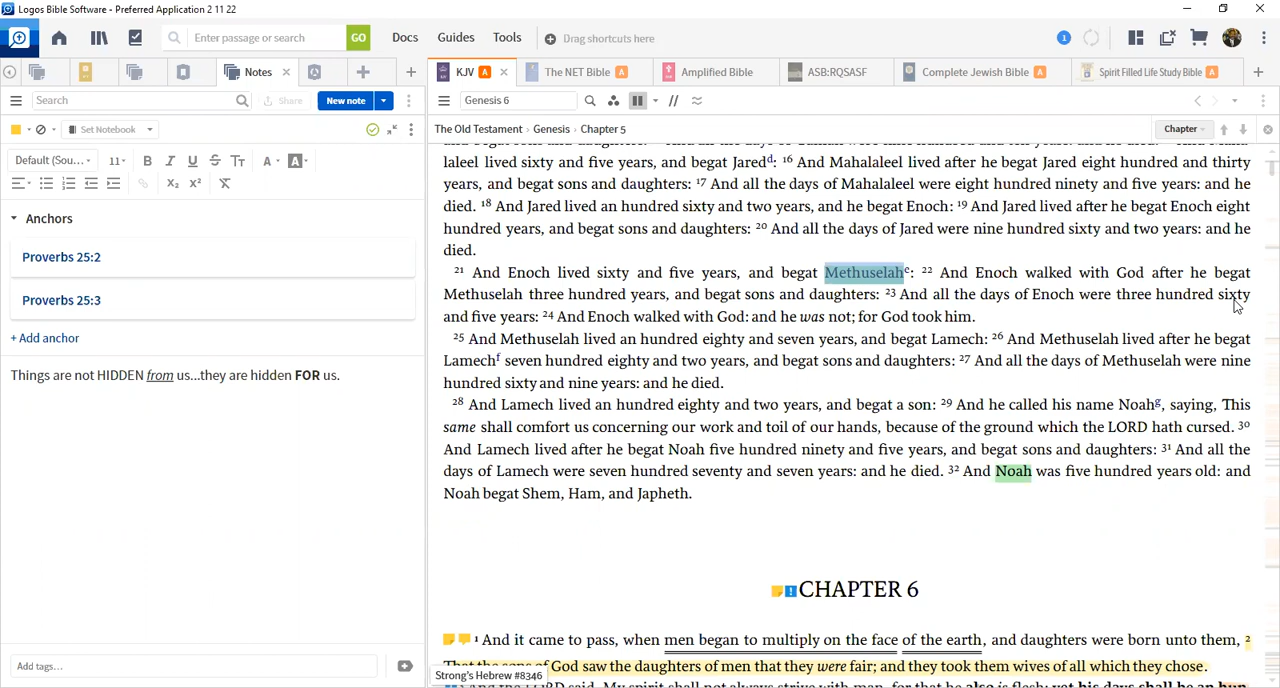 Logos Bible Software - Preferred Application 2 11 22
Enter passage or search
GO
Docs
Guides
Tools
Drag shortcuts here
1
Notes
KJV A
The NET Bible A
Amplified Bible
ASB:RQSASF
Complete Jewish Bible A
Spirit Filled Life Study Bible A
Search
Share
New note
Genesis 6
Set Notebook
The Old Testament › Genesis › Chapter 5
Chapter
Default (Sou...
11
B I U S Tт A A
X₂ X²
Anchors
Proverbs 25:2
Proverbs 25:3
+ Add anchor
Things are not HIDDEN from us...they are hidden FOR us.
Add tags...
laleel lived sixty and five years, and begat Jaredᵈ: ¹⁶ And Mahalaleel lived after he begat Jared eight hundred and thirty
years, and begat sons and daughters: ¹⁷ And all the days of Mahalaleel were eight hundred ninety and five years: and he
died. ¹⁸ And Jared lived an hundred sixty and two years, and he begat Enoch: ¹⁹ And Jared lived after he begat Enoch eight
hundred years, and begat sons and daughters: ²⁰ And all the days of Jared were nine hundred sixty and two years: and he
died.
²¹ And Enoch lived sixty and five years, and begat Methuselahᵉ: ²² And Enoch walked with God after he begat
Methuselah three hundred years, and begat sons and daughters: ²³ And all the days of Enoch were three hundred sixty
and five years: ²⁴ And Enoch walked with God: and he was not; for God took him.
²⁵ And Methuselah lived an hundred eighty and seven years, and begat Lamech: ²⁶ And Methuselah lived after he begat
Lamechᶠ seven hundred eighty and two years, and begat sons and daughters: ²⁷ And all the days of Methuselah were nine
hundred sixty and nine years: and he died.
²⁸ And Lamech lived an hundred eighty and two years, and begat a son: ²⁹ And he called his name Noahᵍ, saying, This
same shall comfort us concerning our work and toil of our hands, because of the ground which the LORD hath cursed. ³⁰
And Lamech lived after he begat Noah five hundred ninety and five years, and begat sons and daughters: ³¹ And all the
days of Lamech were seven hundred seventy and seven years: and he died. ³² And Noah was five hundred years old: and
Noah begat Shem, Ham, and Japheth.
CHAPTER 6
¹ And it came to pass, when men began to multiply on the face of the earth, and daughters were born unto them, ²
That the sons of God saw the daughters of men that they were fair; and they took them wives of all which they chose.
Strong's Hebrew #8346